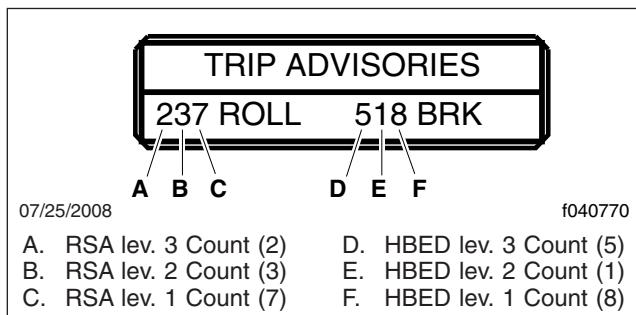 TRIP ADVISORIES
237 ROLL 518 BRK
A B C D E F
07/25/2008 f040770
A. RSA lev. 3 Count (2) D. HBED lev. 3 Count (5)
B. RSA lev. 2 Count (3) E. HBED lev. 2 Count (1)
C. RSA lev. 1 Count (7) F. HBED lev. 1 Count (8)